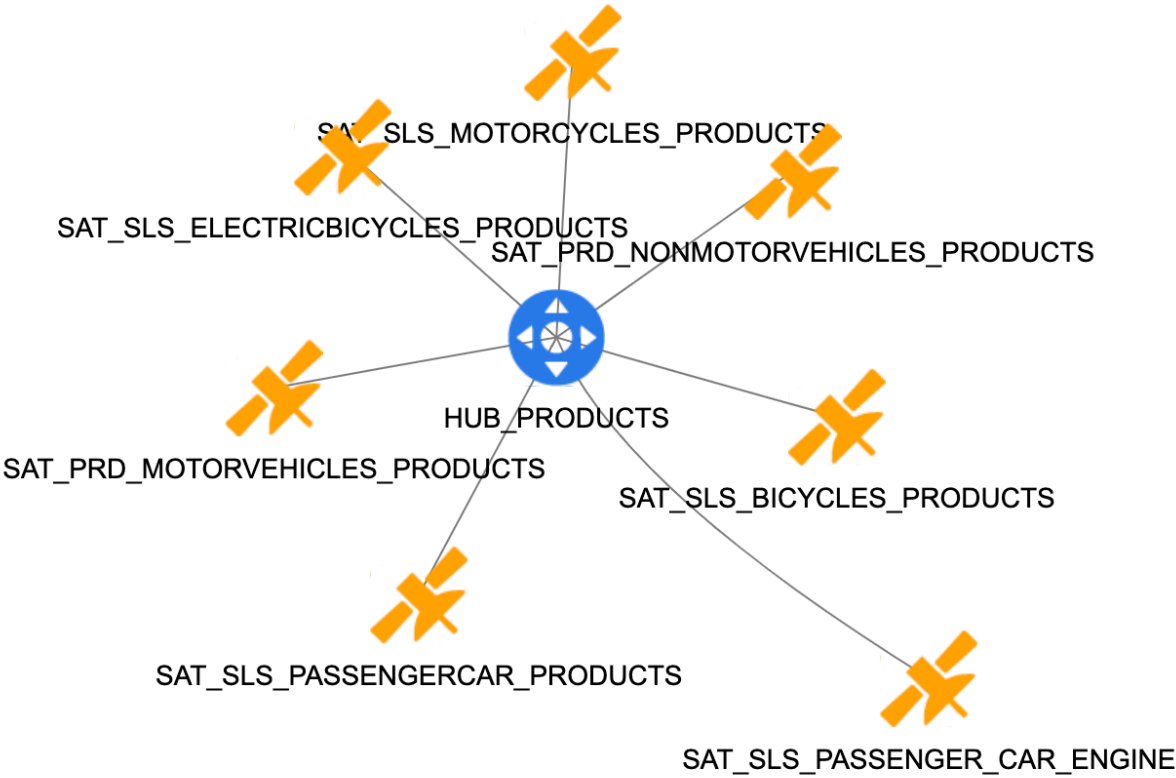 SAT_SLS_MOTORCYCLES_PRODUCTS
SAT_SLS_ELECTRICBICYCLES_PRODUCTS
SAT_PRD_NONMOTORVEHICLES_PRODUCTS
HUB_PRODUCTS
SAT_PRD_MOTORVEHICLES_PRODUCTS
SAT_SLS_BICYCLES_PRODUCTS
SAT_SLS_PASSENGERCAR_PRODUCTS
SAT_SLS_PASSENGER_CAR_ENGINE